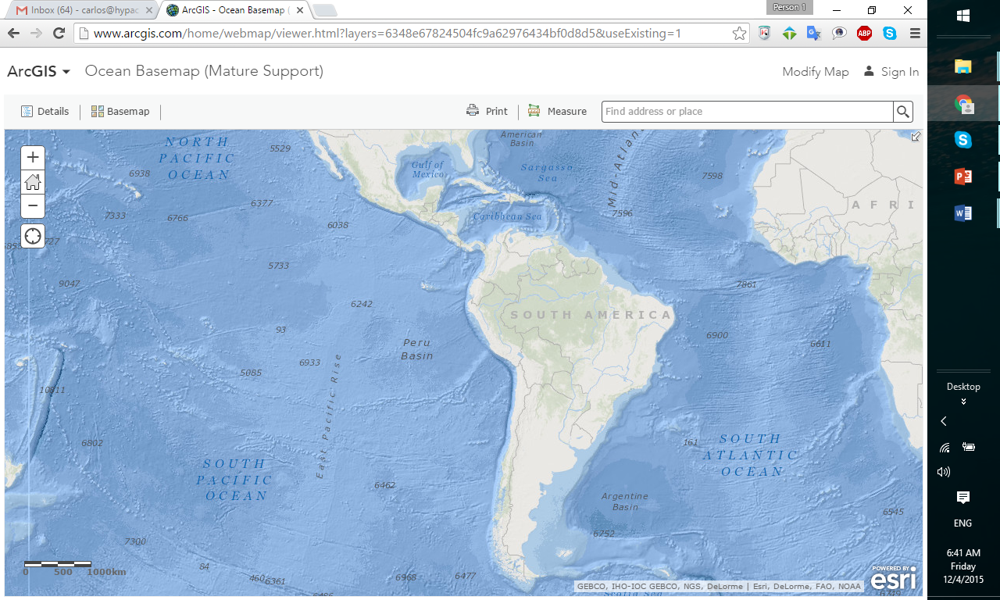 Inbox (64) - carlos@hypac
ArcGIS - Ocean Basemap (
Person 1
www.arcgis.com/home/webmap/viewer.html?layers=6348e67824504fc9a62976434bf0d8d5&useExisting=1
ABP
ArcGIS
Ocean Basemap (Mature Support)
Modify Map
Sign In
Details
Basemap
Print
Measure
Find address or place
NORTH
PACIFIC
OCEAN
5529
6938
6377
7333
6766
6038
727
5733
9047
6242
93
6933
5085
10811
6802
Gulf of
Mexico
American
Basin
Sargasso
Sea
Mid-Atlan
7598
7596
Caribbean Sea
AFRI
7861
SOUTH AMERICA
6900
6611
Peru
Basin
East Pacific Rise
SOUTH
PACIFIC
OCEAN
6462
161
SOUTH
ATLANTIC
OCEAN
Argentine
Basin
6752
6545
7300
84
460
6361
6968
6477
0 500 1000km
GEBCO, IHO-IOC GEBCO, NGS, DeLorme | Esri, DeLorme, FAO, NOAA
POWERED BY
esri
Desktop
ENG
6:41 AM
Friday
12/4/2015